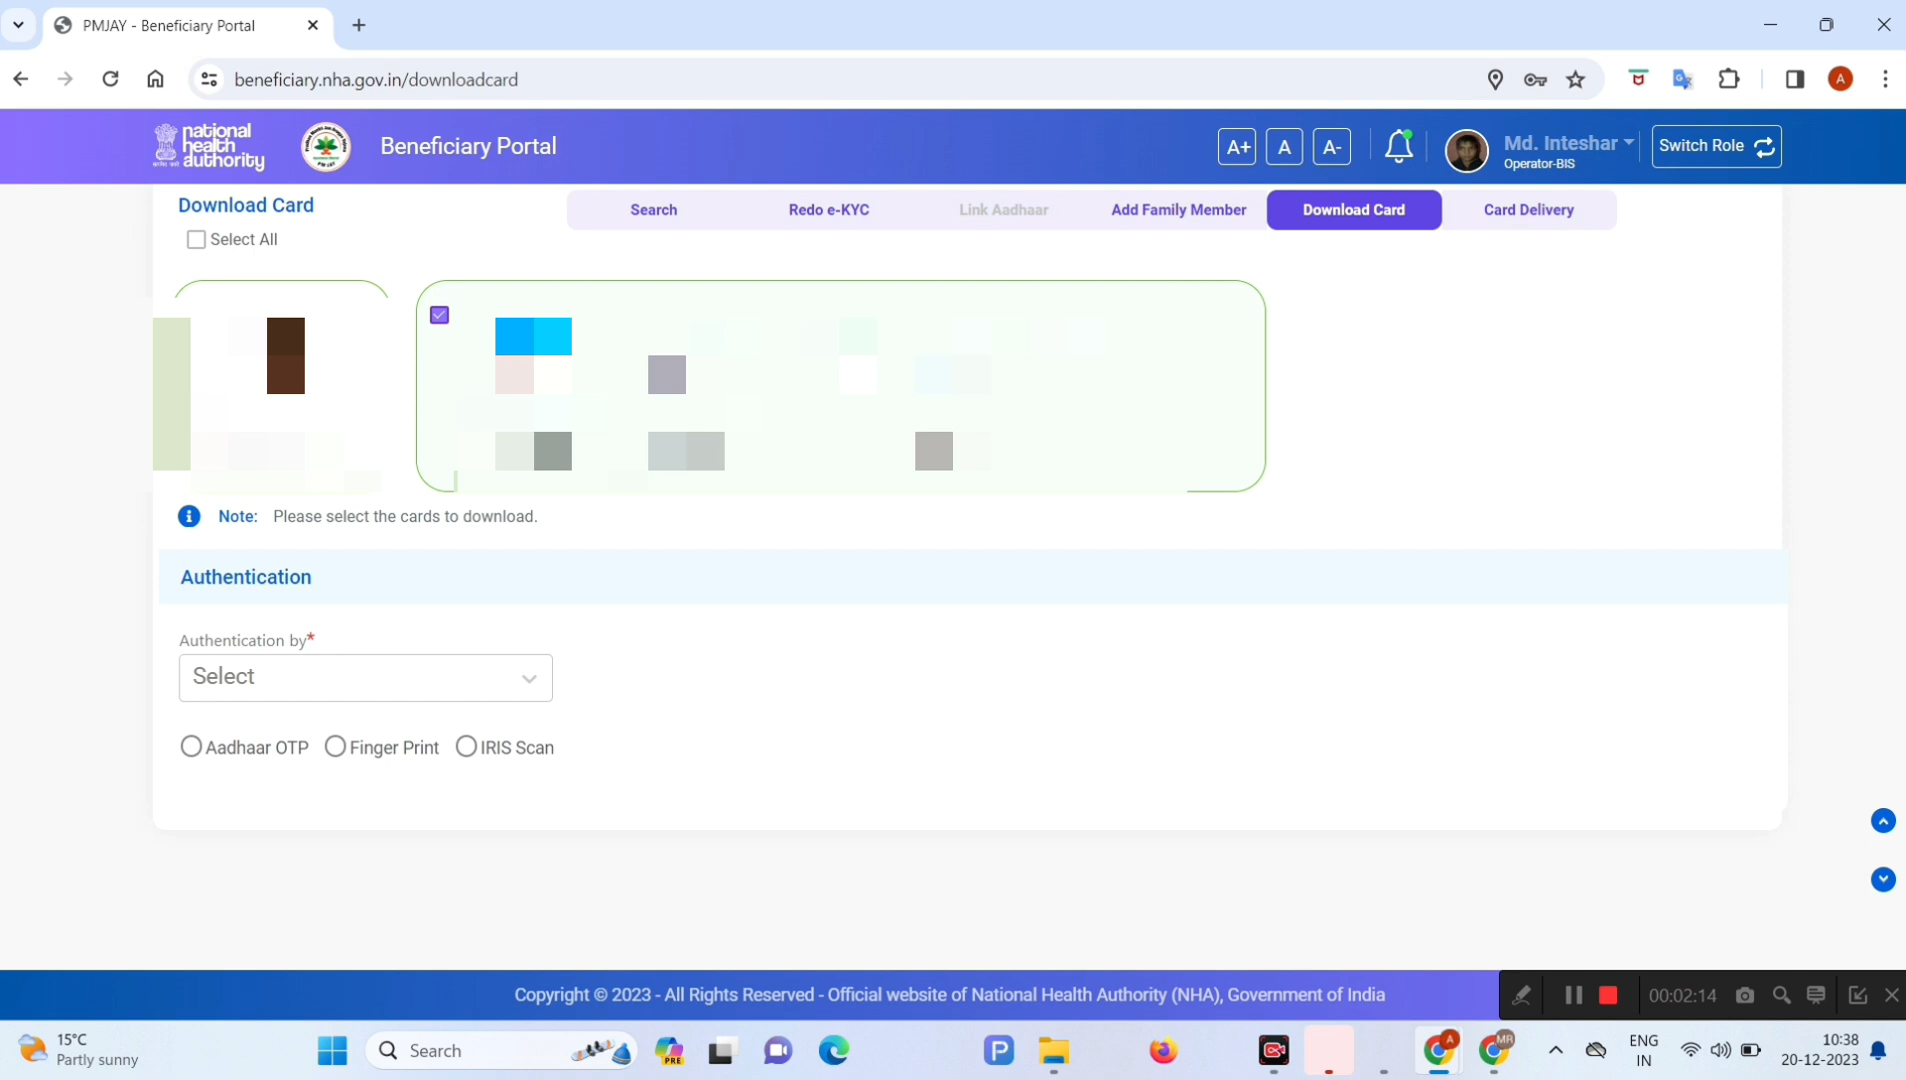 PMJAY - Beneficiary Portal
beneficiary.nha.gov.in/downloadcard
A
national
health
authority
Beneficiary Portal
A+ A A-
Md. Inteshar
Operator-BIS
Switch Role
Download Card
Search Redo e-KYC Link Aadhaar Add Family Member Download Card Card Delivery
Select All
Note: Please select the cards to download.
Authentication
Authentication by*
Select
Aadhaar OTP Finger Print IRIS Scan
Copyright © 2023 - All Rights Reserved - Official website of National Health Authority (NHA), Government of India
00:02:14
15°C
Partly sunny
Search
PRE
P
A
MR
ENG
IN
10:38
20-12-2023